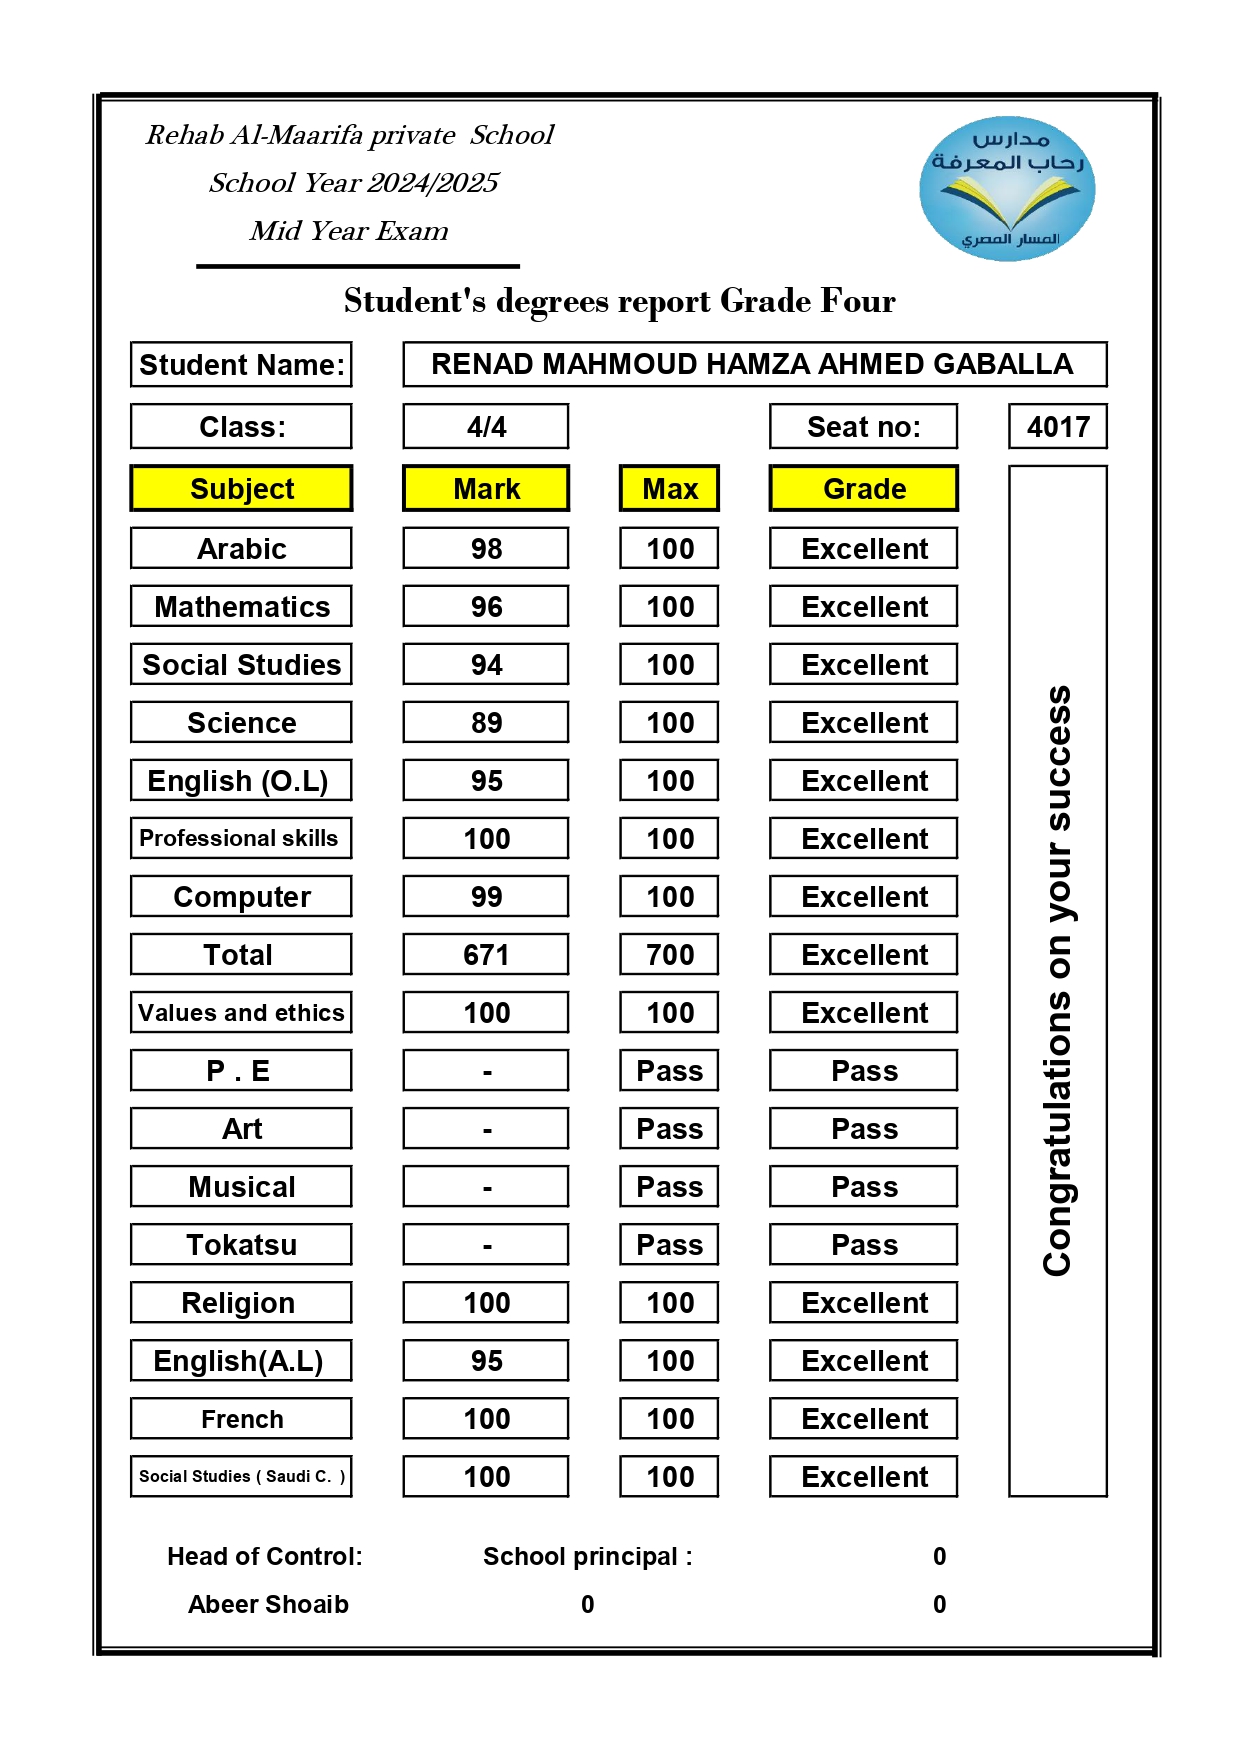 Rehab Al-Maarifa private School
School Year 2024/2025
Mid Year Exam
مدارس
رحاب المعرفة
المسار المصري
Student's degrees report Grade Four
Student Name: RENAD MAHMOUD HAMZA AHMED GABALLA
Class: 4/4 Seat no: 4017
Subject Mark Max Grade
Arabic 98 100 Excellent
Mathematics 96 100 Excellent
Social Studies 94 100 Excellent
Science 89 100 Excellent
English (O.L) 95 100 Excellent
Professional skills 100 100 Excellent
Computer 99 100 Excellent
Total 671 700 Excellent
Values and ethics 100 100 Excellent
P . E - Pass Pass
Art - Pass Pass
Musical - Pass Pass
Tokatsu - Pass Pass
Religion 100 100 Excellent
English(A.L) 95 100 Excellent
French 100 100 Excellent
Social Studies ( Saudi C. ) 100 100 Excellent
Congratulations on your success
Head of Control: School principal : 0
Abeer Shoaib 0 0